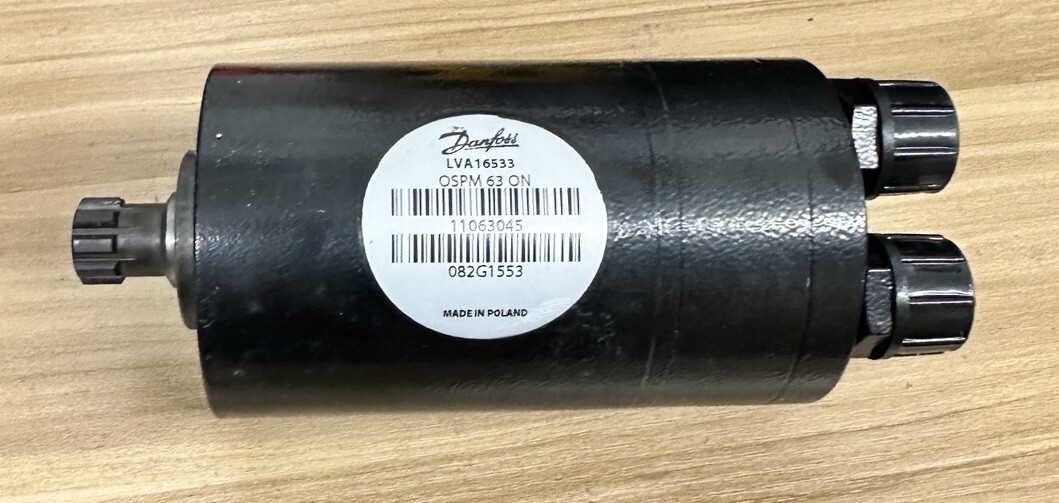 Danfoss
LVA16533
OSPM 63 ON
11063045
082G1553
MADE IN POLAND